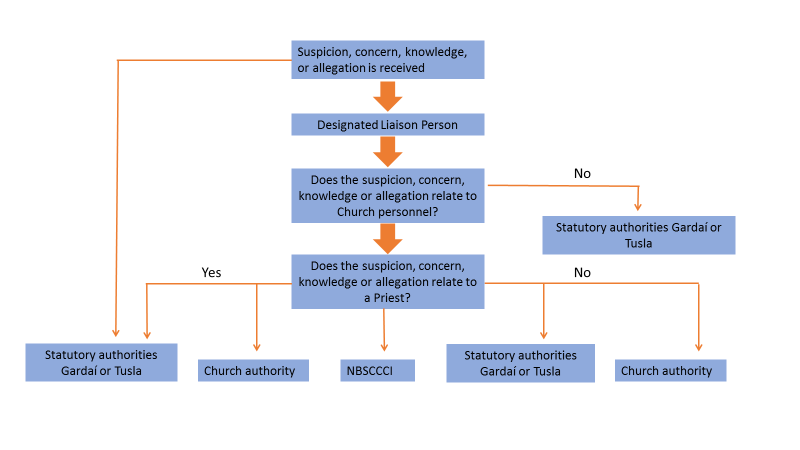 Suspicion, concern, knowledge,
or allegation is received
Designated Liaison Person
Does the suspicion, concern,
knowledge or allegation relate to
Church personnel?
No
Statutory authorities Gardaí or
Tusla
Does the suspicion, concern,
knowledge or allegation relate to
a Priest?
Yes
No
Statutory authorities
Gardaí or Tusla
Church authority
NBSCCCI
Statutory authorities
Gardaí or Tusla
Church authority